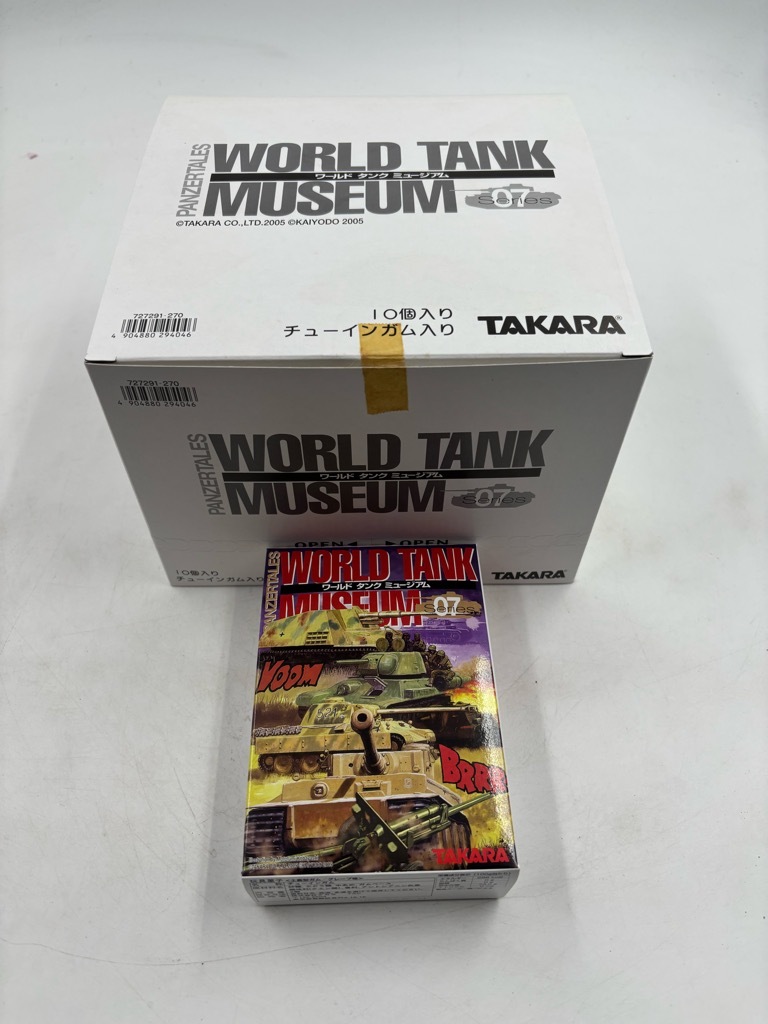 PANZERTALES
WORLD TANK
ワールド タンク ミュージアム
MUSEUM 07 Series
©TAKARA CO.,LTD.2005 ©KAIYODO 2005
727291-270
4 904880 294046
10個入り
チューインガム入り
TAKARA®
727291-270
4 904880 294046
PANZERTALES
WORLD TANK
ワールド タンク ミュージアム
MUSEUM 07 Series
OPEN◀ ▶OPEN
10個入り
チューインガム入り
TAKARA
PANZERTALES
WORLD TANK
ワールド タンク ミュージアム
MUSEUM 07 Series
VOOM
BRRR
TAKARA